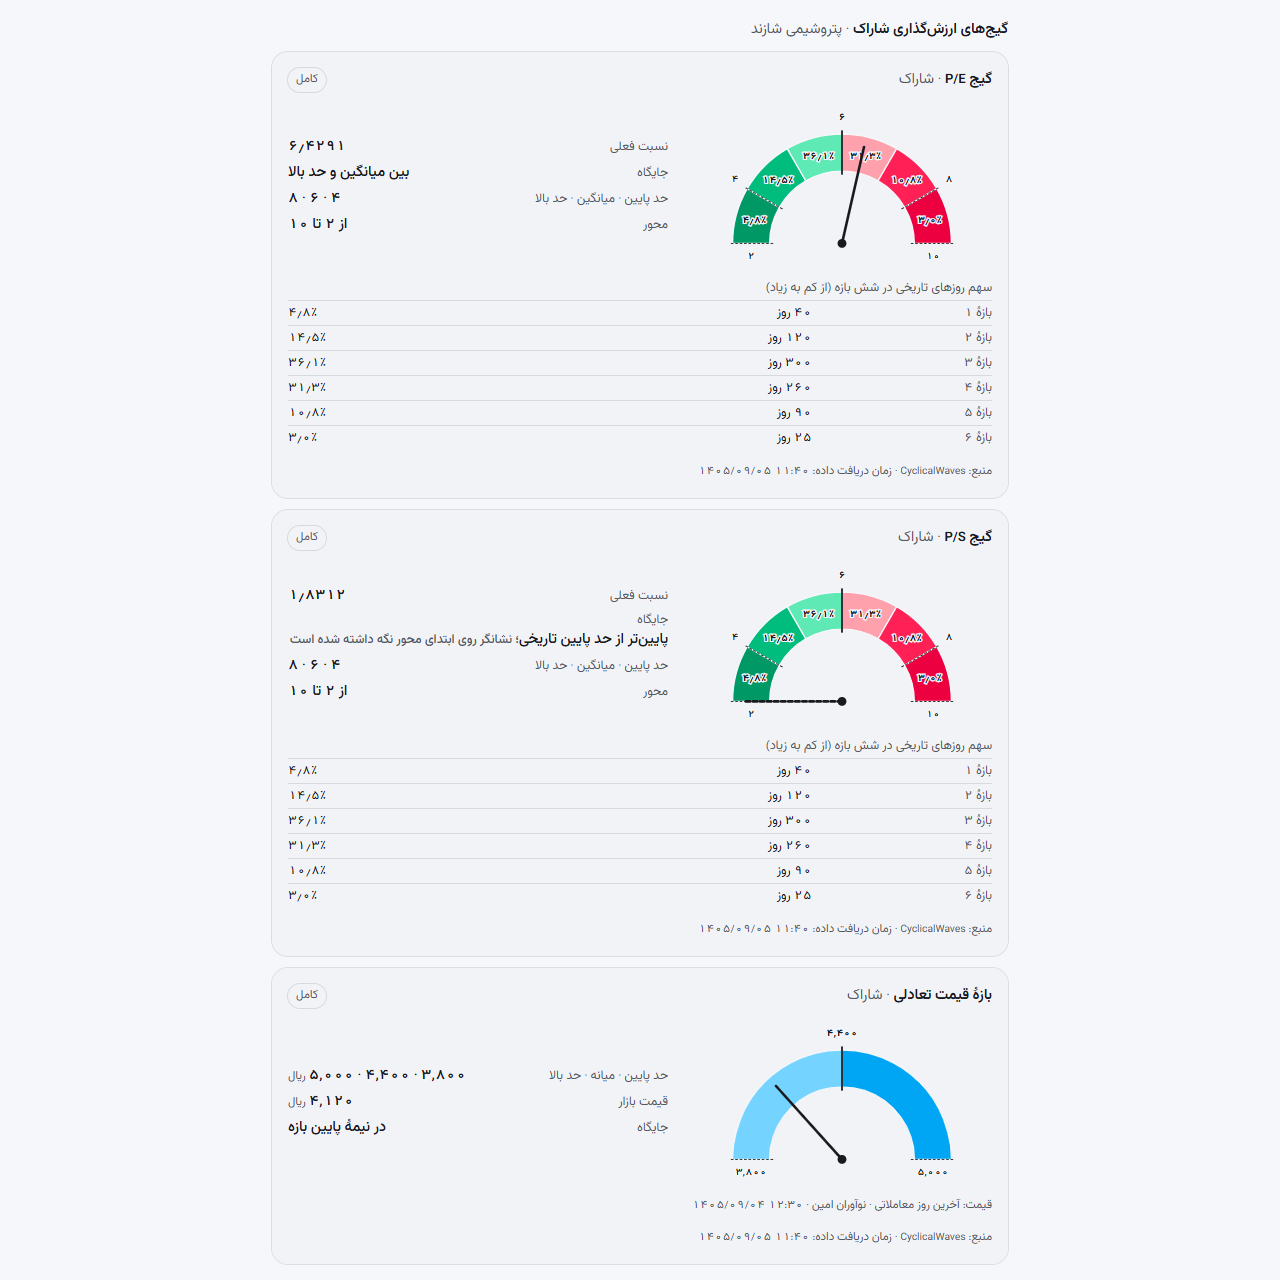 گیج‌های ارزش‌گذاری شاراک · پتروشیمی شازند
گیج P/E · شاراک
کامل
۶
۴
۸
۲
۱۰
۴٫۸٪
۱۴٫۵٪
۳۶٫۱٪
۳۱٫۳٪
۱۰٫۸٪
۳٫۰٪
نسبت فعلی ۶٫۴۲۹۱
جایگاه بین میانگین و حد بالا
حد پایین · میانگین · حد بالا ۴ · ۶ · ۸
محور از ۲ تا ۱۰
سهم روزهای تاریخی در شش بازه (از کم به زیاد)
بازهٔ ۱ ۴۰ روز ۴٫۸٪
بازهٔ ۲ ۱۲۰ روز ۱۴٫۵٪
بازهٔ ۳ ۳۰۰ روز ۳۶٫۱٪
بازهٔ ۴ ۲۶۰ روز ۳۱٫۳٪
بازهٔ ۵ ۹۰ روز ۱۰٫۸٪
بازهٔ ۶ ۲۵ روز ۳٫۰٪
منبع: CyclicalWaves · زمان دریافت داده: ۱۴۰۵/۰۹/۰۵ ۱۱:۴۰
گیج P/S · شاراک
کامل
۶
۴
۸
۲
۱۰
۴٫۸٪
۱۴٫۵٪
۳۶٫۱٪
۳۱٫۳٪
۱۰٫۸٪
۳٫۰٪
نسبت فعلی ۱٫۸۳۱۲
جایگاه
پایین‌تر از حد پایین تاریخی؛ نشانگر روی ابتدای محور نگه داشته شده است
حد پایین · میانگین · حد بالا ۴ · ۶ · ۸
محور از ۲ تا ۱۰
سهم روزهای تاریخی در شش بازه (از کم به زیاد)
بازهٔ ۱ ۴۰ روز ۴٫۸٪
بازهٔ ۲ ۱۲۰ روز ۱۴٫۵٪
بازهٔ ۳ ۳۰۰ روز ۳۶٫۱٪
بازهٔ ۴ ۲۶۰ روز ۳۱٫۳٪
بازهٔ ۵ ۹۰ روز ۱۰٫۸٪
بازهٔ ۶ ۲۵ روز ۳٫۰٪
منبع: CyclicalWaves · زمان دریافت داده: ۱۴۰۵/۰۹/۰۵ ۱۱:۴۰
بازهٔ قیمت تعادلی · شاراک
کامل
۴,۴۰۰
۳,۸۰۰
۵,۰۰۰
حد پایین · میانه · حد بالا ۳,۸۰۰ · ۴,۴۰۰ · ۵,۰۰۰ ریال
قیمت بازار ۴,۱۲۰ ریال
جایگاه در نیمهٔ پایین بازه
قیمت: آخرین روز معاملاتی · نوآوران امین · ۱۴۰۵/۰۹/۰۴ ۱۲:۳۰
منبع: CyclicalWaves · زمان دریافت داده: ۱۴۰۵/۰۹/۰۵ ۱۱:۴۰